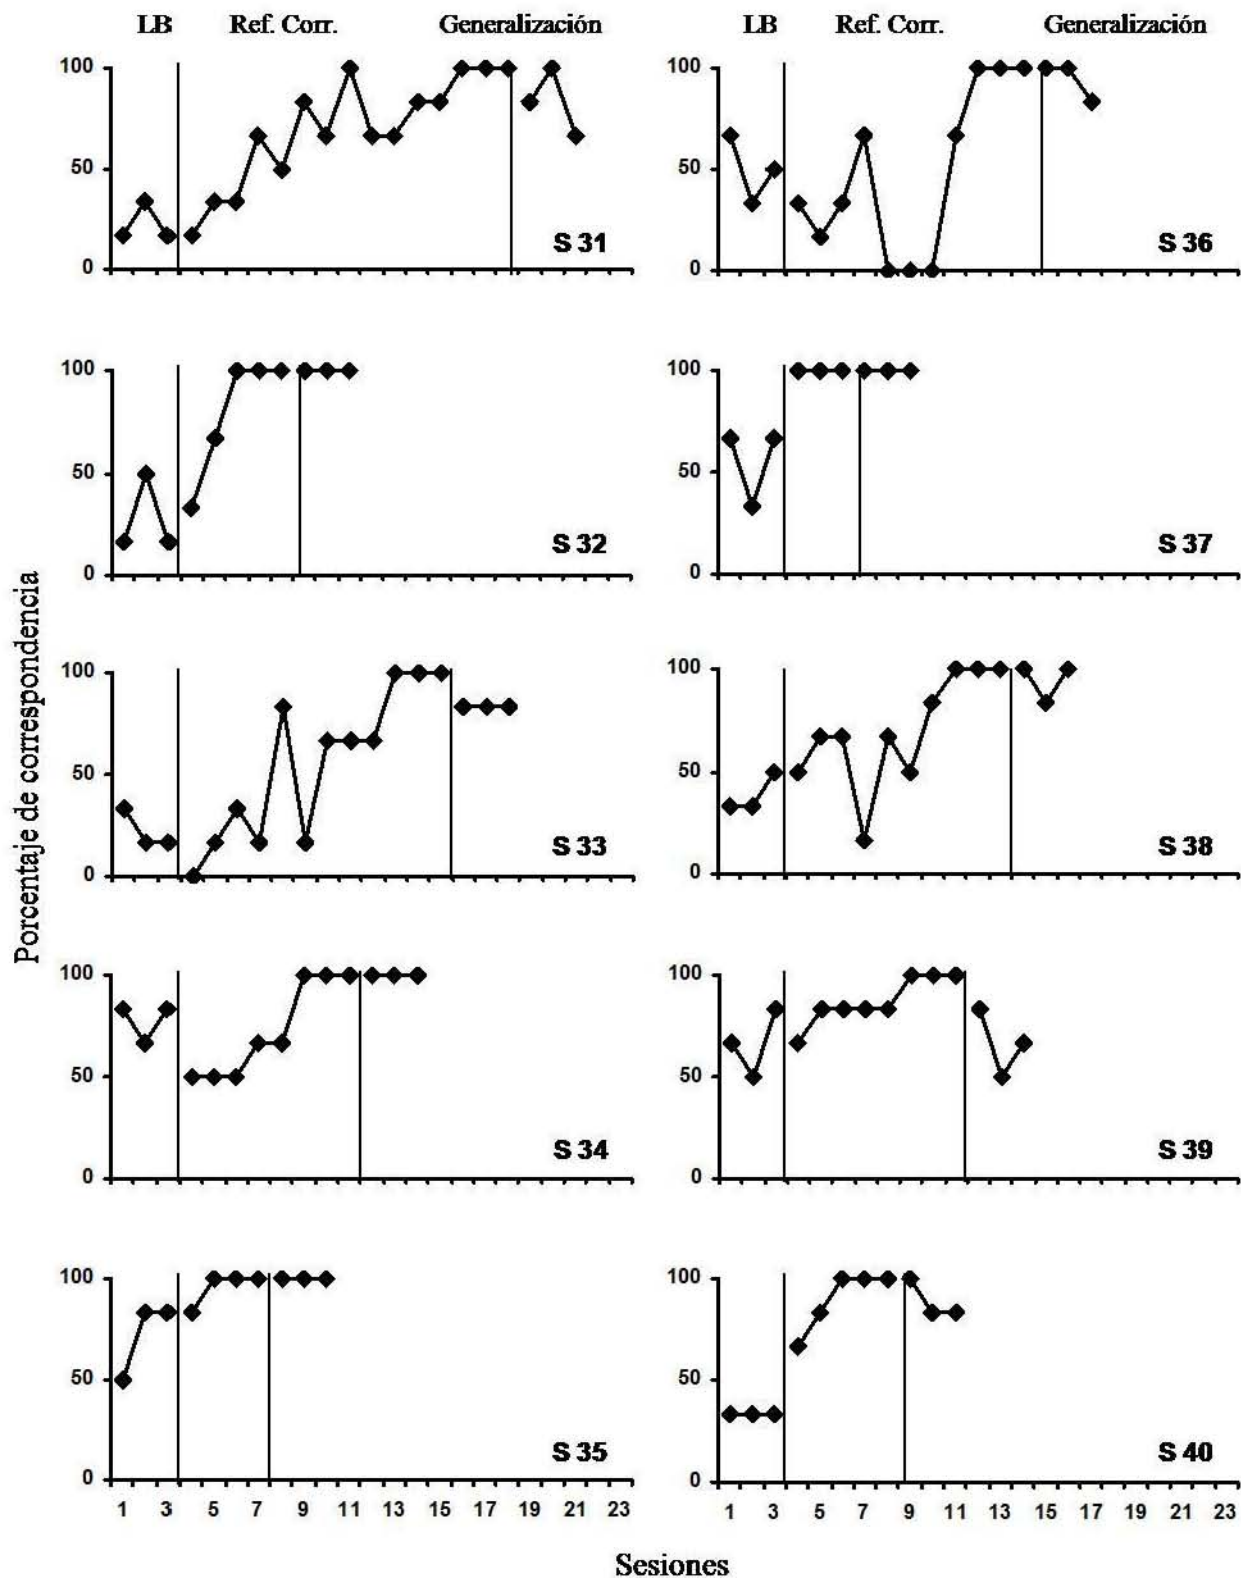 LB Ref. Corr. Generalización LB Ref. Corr. Generalización
100 100
50 50
S 31 S 36
0 0
100 100
50 50
S 32 S 37
0 0
100 100
50 50
S 33 S 38
0 0
100 100
50 50
S 34 S 39
0 0
100 100
50 50
S 35 S 40
0 0
1 3 5 7 9 11 13 15 17 19 21 23 1 3 5 7 9 11 13 15 17 19 21 23
Porcentaje de correspondencia
Sesiones